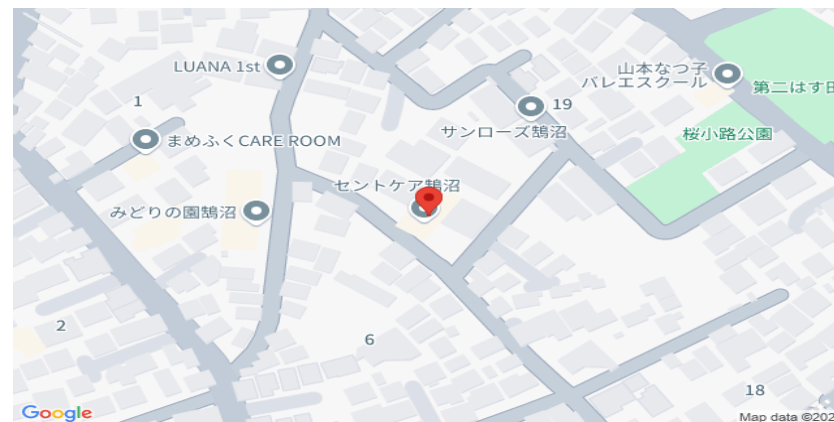 LUANA 1st
山本なつ子
バレエスクール
第二はす田
1
19
サンローズ鵠沼
桜小路公園
まめふくCARE ROOM
セントケア鵠沼
みどりの園鵠沼
2
6
18
Google
Map data ©202